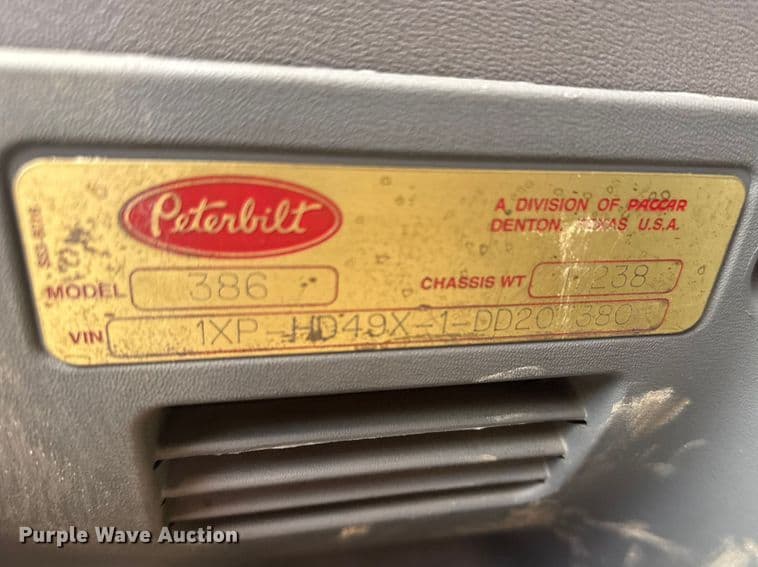 Peterbilt
A DIVISION OF PACCAR
DENTON, TEXAS U.S.A.
MODEL 386
CHASSIS WT
VIN
Purple Wave Auction